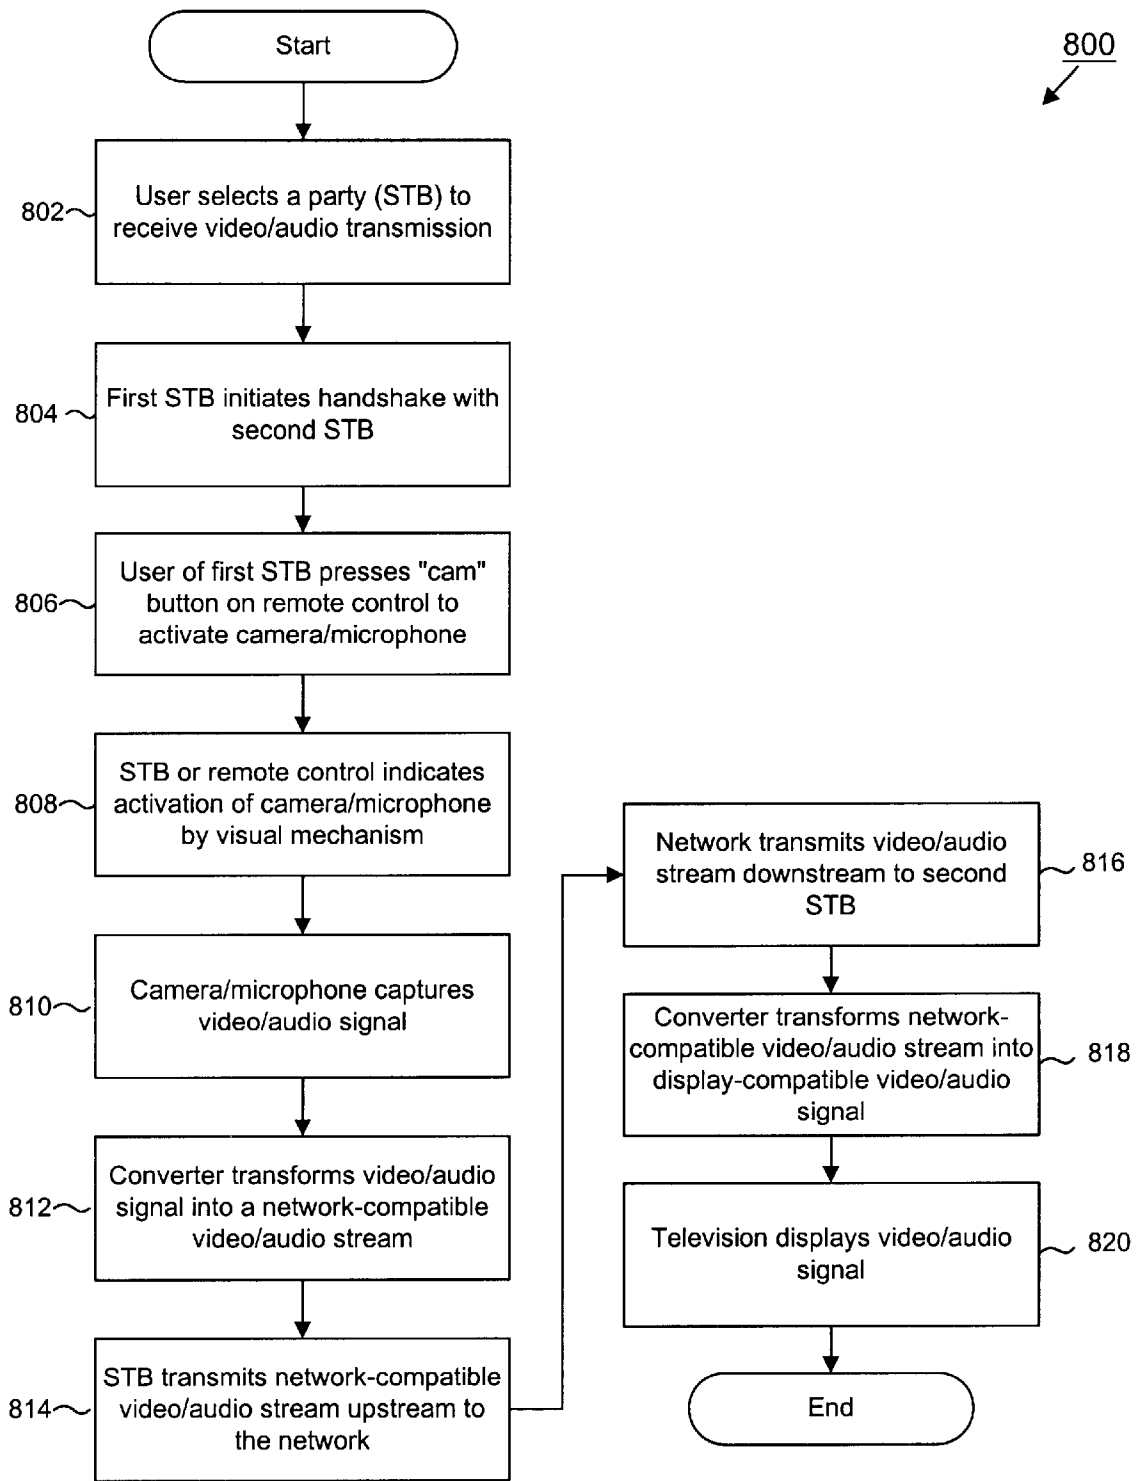 Start
800
802
User selects a party (STB) to
receive video/audio transmission
804
First STB initiates handshake with
second STB
806
User of first STB presses "cam"
button on remote control to
activate camera/microphone
808
STB or remote control indicates
activation of camera/microphone
by visual mechanism
810
Camera/microphone captures
video/audio signal
812
Converter transforms video/audio
signal into a network-compatible
video/audio stream
814
STB transmits network-compatible
video/audio stream upstream to
the network
Network transmits video/audio
stream downstream to second
STB
816
Converter transforms network-
compatible video/audio stream into
display-compatible video/audio
signal
818
Television displays video/audio
signal
820
End